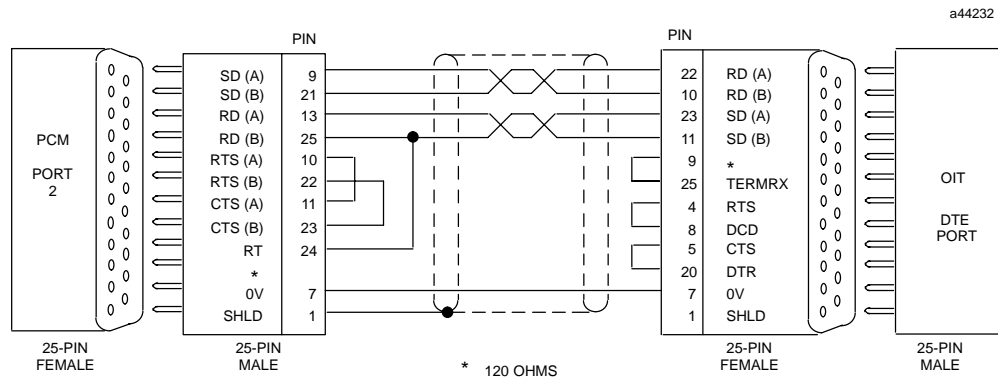 a44232
PIN
PIN
PCM
PORT
2
SD (A) 9
SD (B) 21
RD (A) 13
RD (B) 25
RTS (A) 10
RTS (B) 22
CTS (A) 11
CTS (B) 23
RT 24
*
0V 7
SHLD 1
22 RD (A)
10 RD (B)
23 SD (A)
11 SD (B)
9 *
25 TERMRX
4 RTS
8 DCD
5 CTS
20 DTR
7 0V
1 SHLD
OIT
DTE
PORT
25-PIN
FEMALE
25-PIN
MALE
* 120 OHMS
25-PIN
FEMALE
25-PIN
MALE